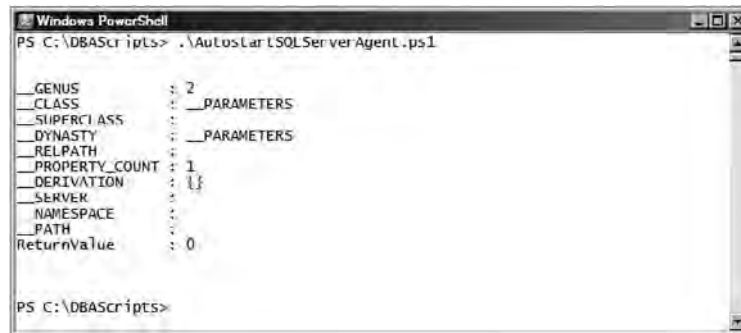 Windows PowerShell
PS C:\DBAScripts> .\AutostartSQLServerAgent.ps1
__GENUS : 2
__CLASS : __PARAMETERS
__SUPERCLASS :
__DYNASTY : __PARAMETERS
__RELPATH :
__PROPERTY_COUNT : 1
__DERIVATION : {}
__SERVER :
__NAMESPACE :
__PATH :
ReturnValue : 0
PS C:\DBAScripts>